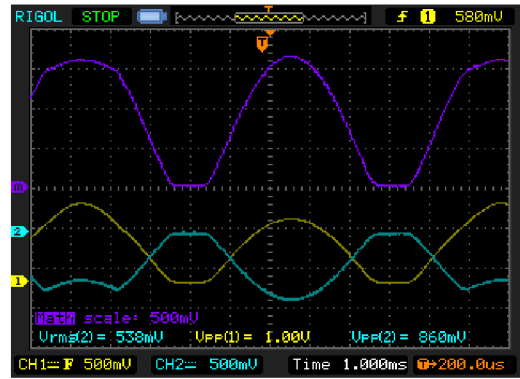 RIGOL STOP T f 1 580mV
T
m
2
1
Math scale: 500mV
Vrms(2)= 538mV Vpp(1)= 1.00V Vpp(2)= 860mV
CH1= F 500mV CH2= 500mV Time 1.000ms T→200.0us